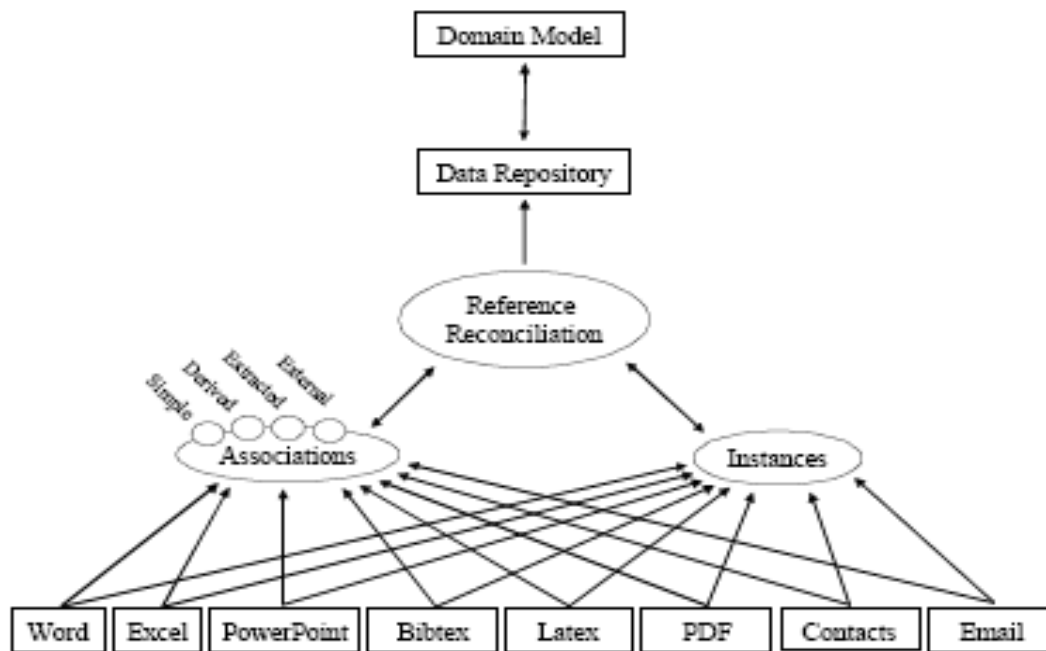 Domain Model
Data Repository
Reference
Reconciliation
Simple
Derived
Extracted
External
Associations
Instances
Word
Excel
PowerPoint
Bibtex
Latex
PDF
Contacts
Email